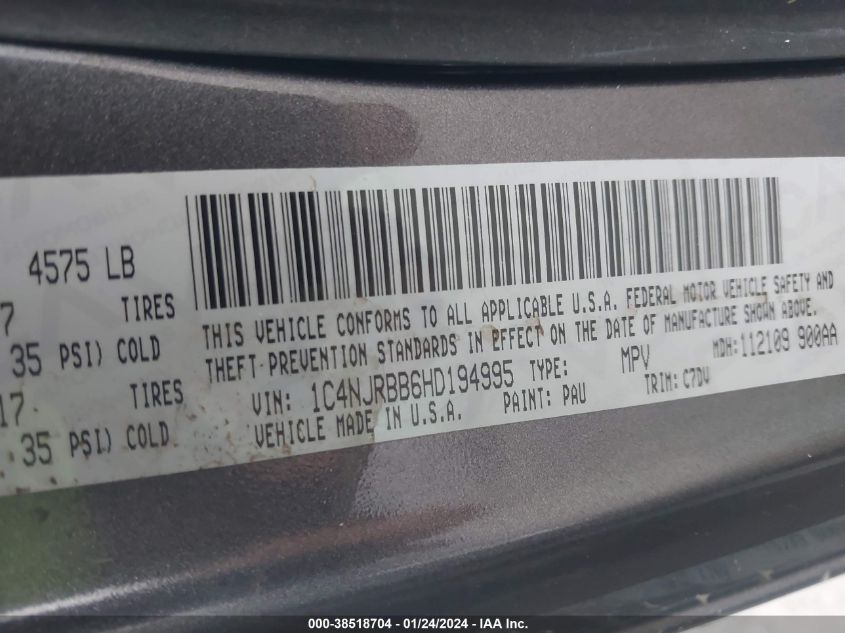 4575 LB
7 TIRES
35 PSI) COLD
17 TIRES
35 PSI) COLD
THIS VEHICLE CONFORMS TO ALL APPLICABLE U.S.A. FEDERAL MOTOR VEHICLE SAFETY AND
THEFT-PREVENTION STANDARDS IN EFFECT ON THE DATE OF MANUFACTURE SHOWN ABOVE.
VIN: 1C4NJRBB6HD194995 TYPE: MPV MDH:112109 900AA
VEHICLE MADE IN U.S.A. PAINT: PAU TRIM: C7DV
000-38518704 - 01/24/2024 - IAA Inc.